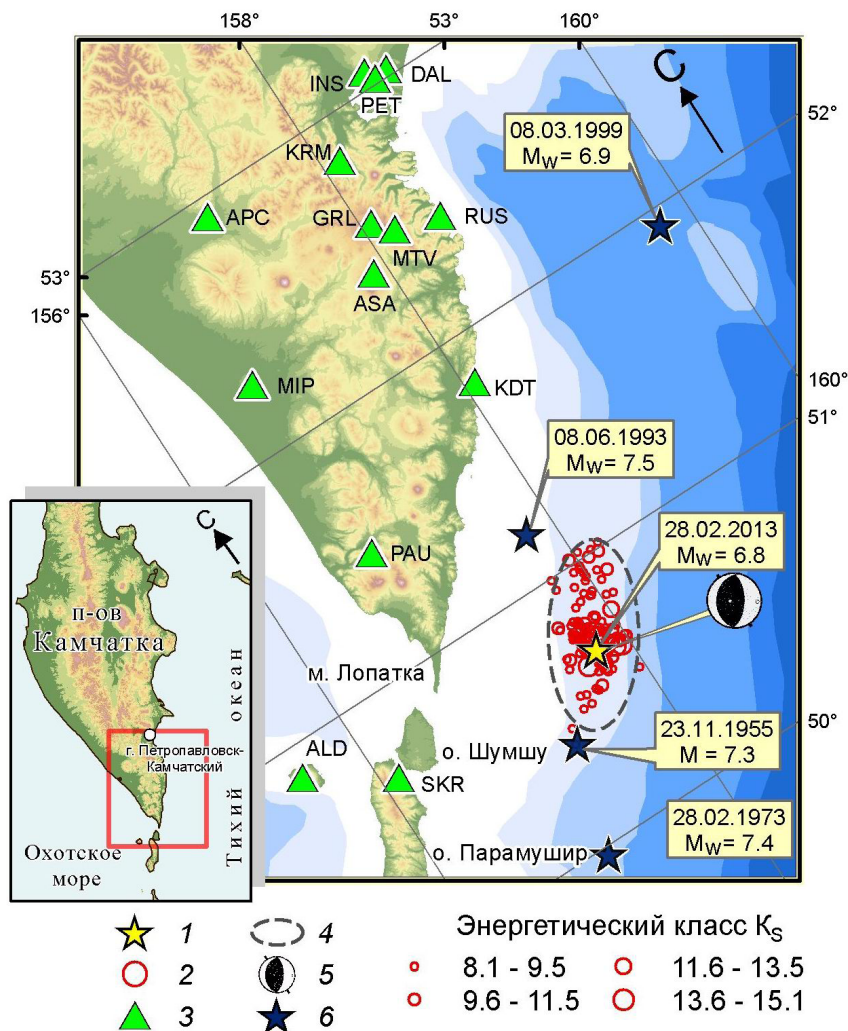 158°
53°
160°
С
52°
INS
DAL
PET
08.03.1999
Mw = 6.9
KRM
APC
GRL
RUS
MTV
ASA
53°
156°
MIP
KDT
160°
51°
08.06.1993
Mw = 7.5
28.02.2013
Mw = 6.8
PAU
С
п-ов
Камчатка
м. Лопатка
50°
23.11.1955
M = 7.3
г. Петропавловск-
Камчатский
Тихий океан
ALD
о. Шумшу
SKR
28.02.1973
Mw = 7.4
о. Парамушир
Охотское
море
Энергетический класс Ks
1
4
2
5
3
6
8.1 - 9.5
11.6 - 13.5
9.6 - 11.5
13.6 - 15.1